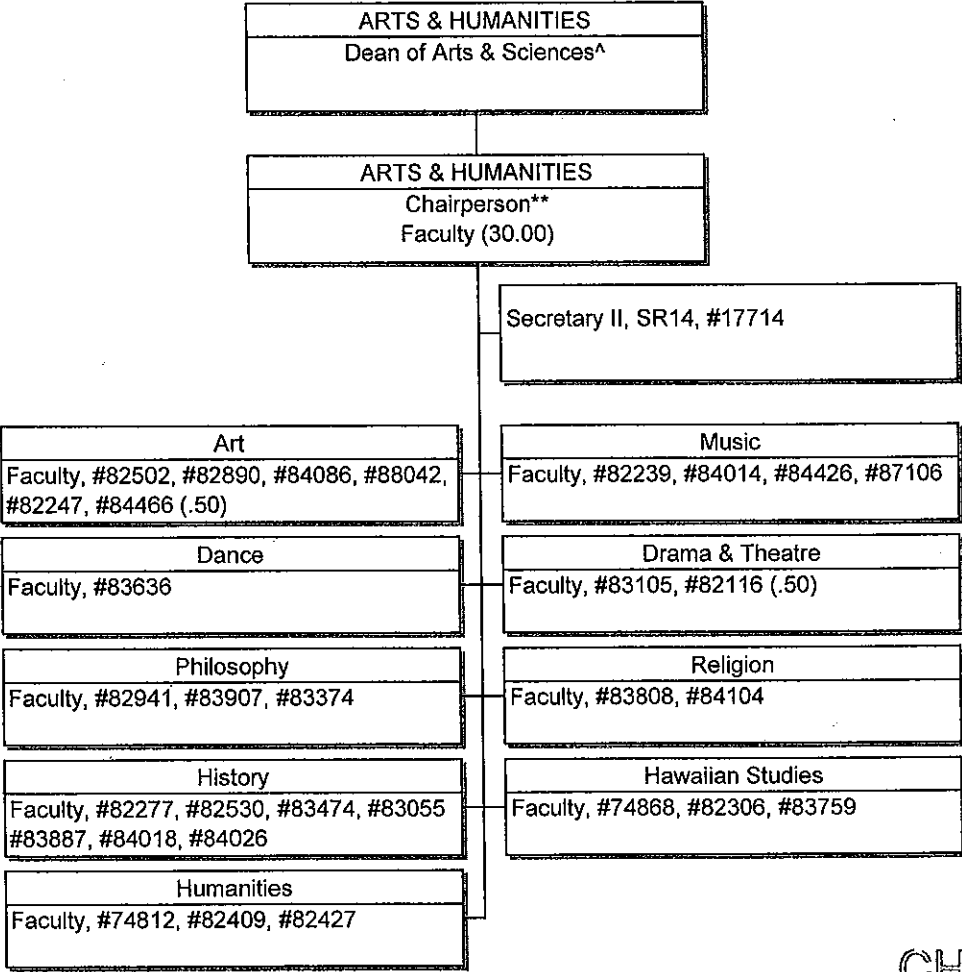 ARTS & HUMANITIES
Dean of Arts & Sciences^
ARTS & HUMANITIES
Chairperson**
Faculty (30.00)
Secretary II, SR14, #17714
Art
Faculty, #82502, #82890, #84086, #88042,
#82247, #84466 (.50)
Music
Faculty, #82239, #84014, #84426, #87106
Dance
Faculty, #83636
Drama & Theatre
Faculty, #83105, #82116 (.50)
Philosophy
Faculty, #82941, #83907, #83374
Religion
Faculty, #83808, #84104
History
Faculty, #82277, #82530, #83474, #83055
#83887, #84018, #84026
Hawaiian Studies
Faculty, #74868, #82306, #83759
Humanities
Faculty, #74812, #82409, #82427